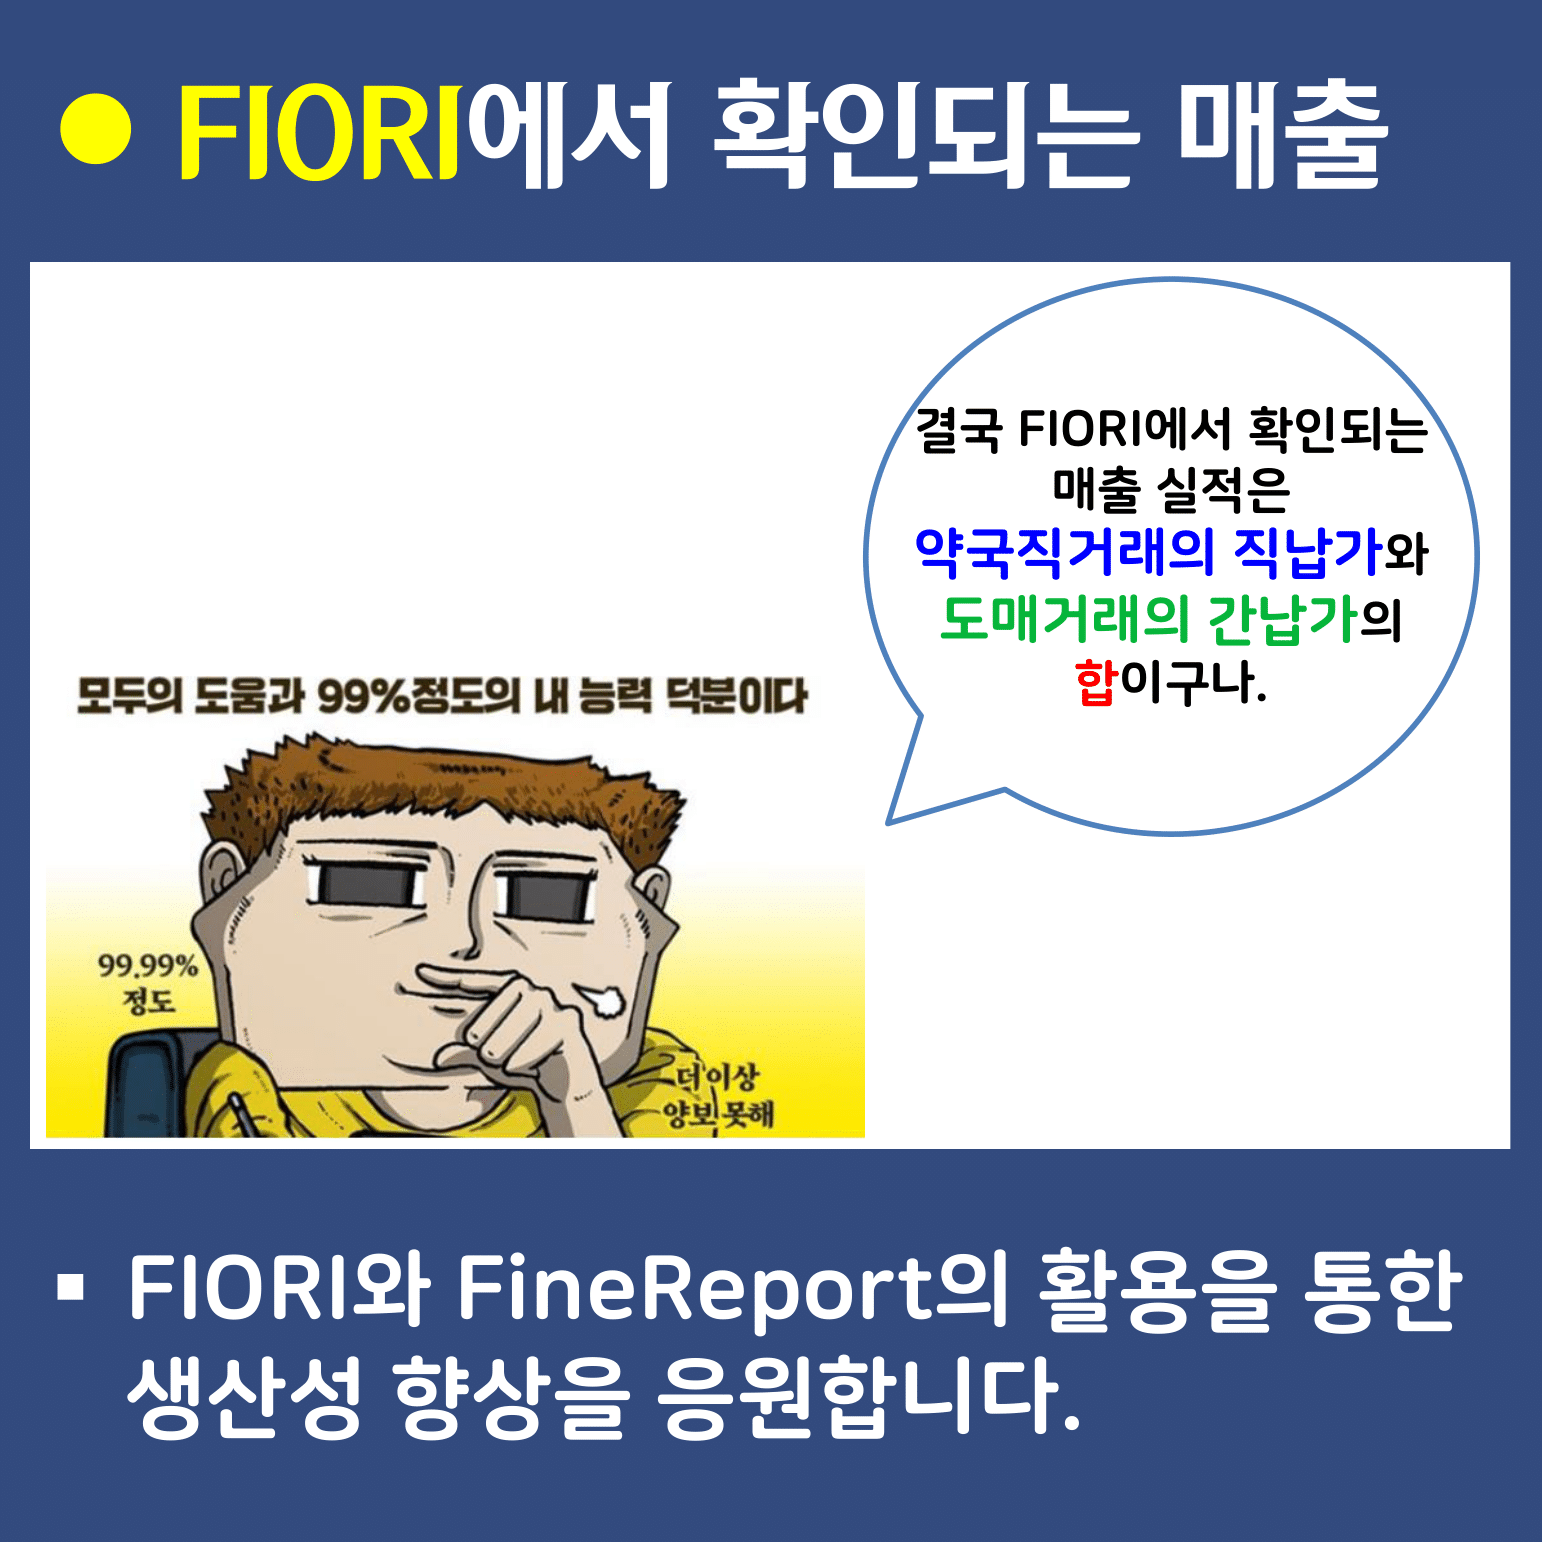 ● FIORI에서 확인되는 매출
결국 FIORI에서 확인되는
매출 실적은
약국직거래의 직납가와
도매거래의 간납가의
합이구나.
모두의 도움과 99%정도의 내 능력 덕분이다
99.99%
정도
더 이상
양보 못해
▪ FIORI와 FineReport의 활용을 통한
생산성 향상을 응원합니다.